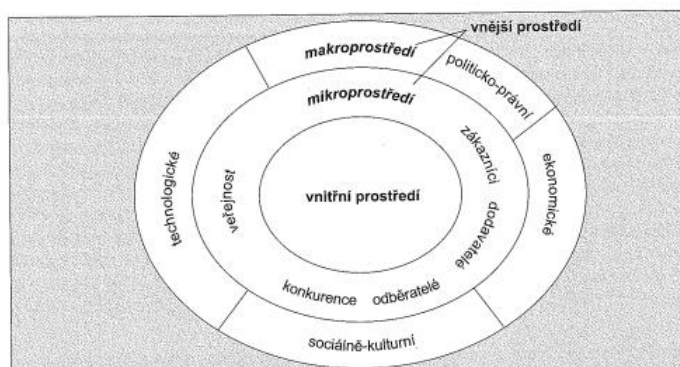 vnější prostředí
makroprostředí
politicko-právní
mikroprostředí
zákazníci
ekonomické
technologické
veřejnost
vnitřní prostředí
dodavatelé
konkurence odběratelé
sociálně-kulturní